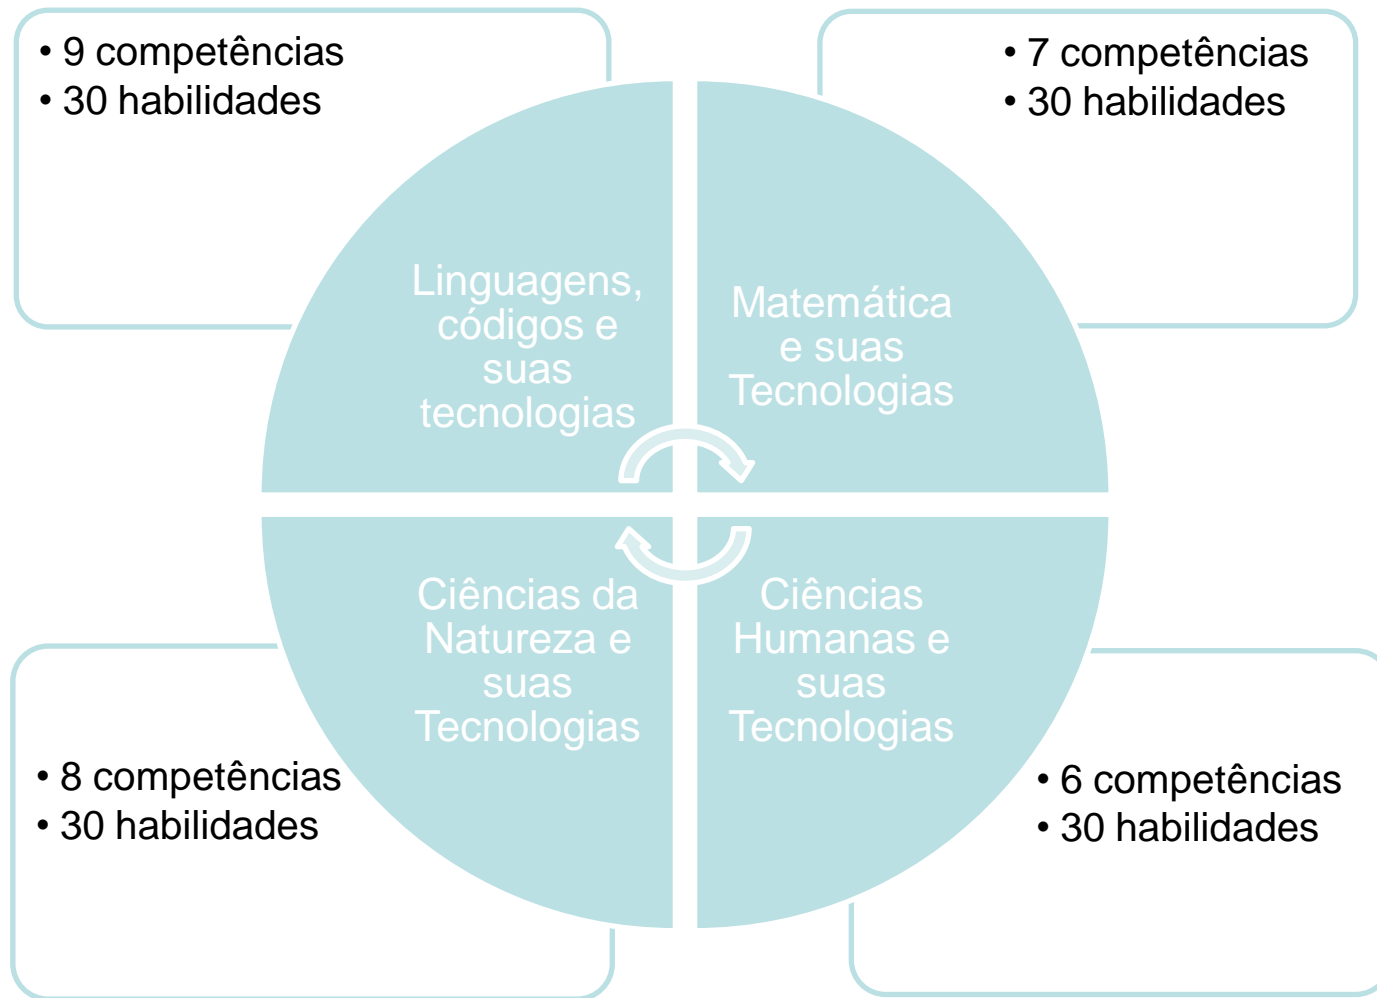 • 9 competências
• 30 habilidades
• 7 competências
• 30 habilidades
Linguagens,
códigos e
suas
tecnologias
Matemática
e suas
Tecnologias
Ciências da
Natureza e
suas
Tecnologias
Ciências
Humanas e
suas
Tecnologias
• 8 competências
• 30 habilidades
• 6 competências
• 30 habilidades